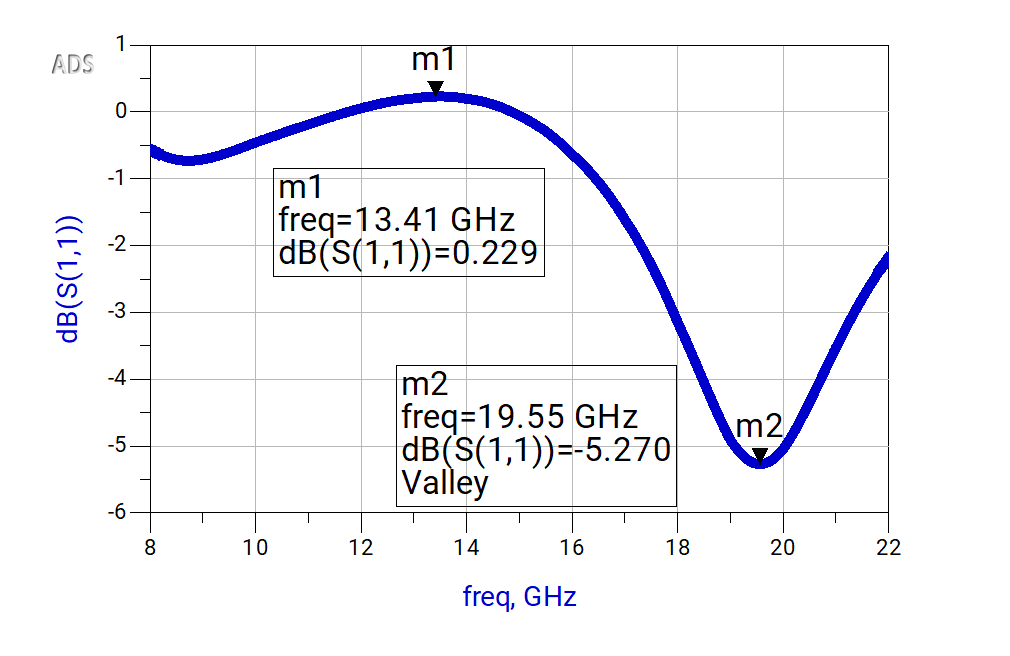 ADS
m1
m1
freq=13.41 GHz
dB(S(1,1))=0.229
m2
freq=19.55 GHz
dB(S(1,1))=-5.270
Valley
m2
dB(S(1,1))
1
0
-1
-2
-3
-4
-5
-6
8 10 12 14 16 18 20 22
freq, GHz